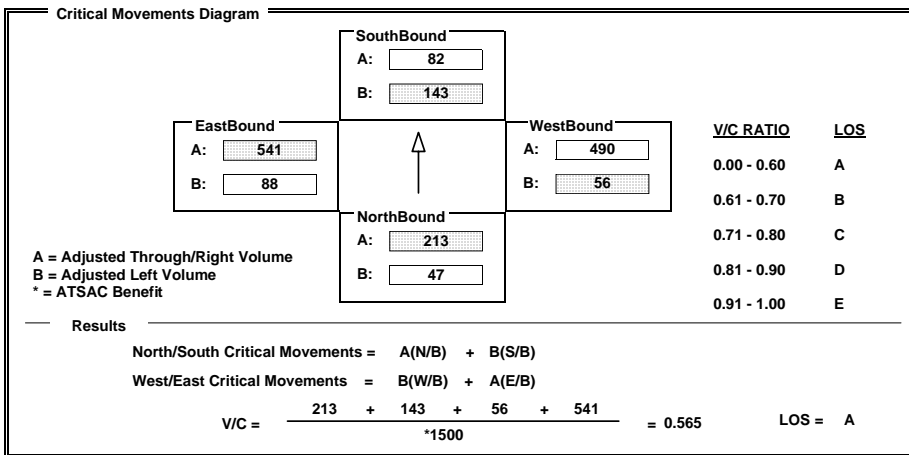 Critical Movements Diagram
SouthBound
A: 82
B: 143
EastBound
A: 541
B: 88
WestBound
A: 490
B: 56
NorthBound
A: 213
B: 47
V/C RATIO LOS
0.00 - 0.60 A
0.61 - 0.70 B
0.71 - 0.80 C
0.81 - 0.90 D
0.91 - 1.00 E
A = Adjusted Through/Right Volume
B = Adjusted Left Volume
* = ATSAC Benefit
Results
North/South Critical Movements = A(N/B) + B(S/B)
West/East Critical Movements = B(W/B) + A(E/B)
V/C = 213 + 143 + 56 + 541 = 0.565 LOS = A
*1500